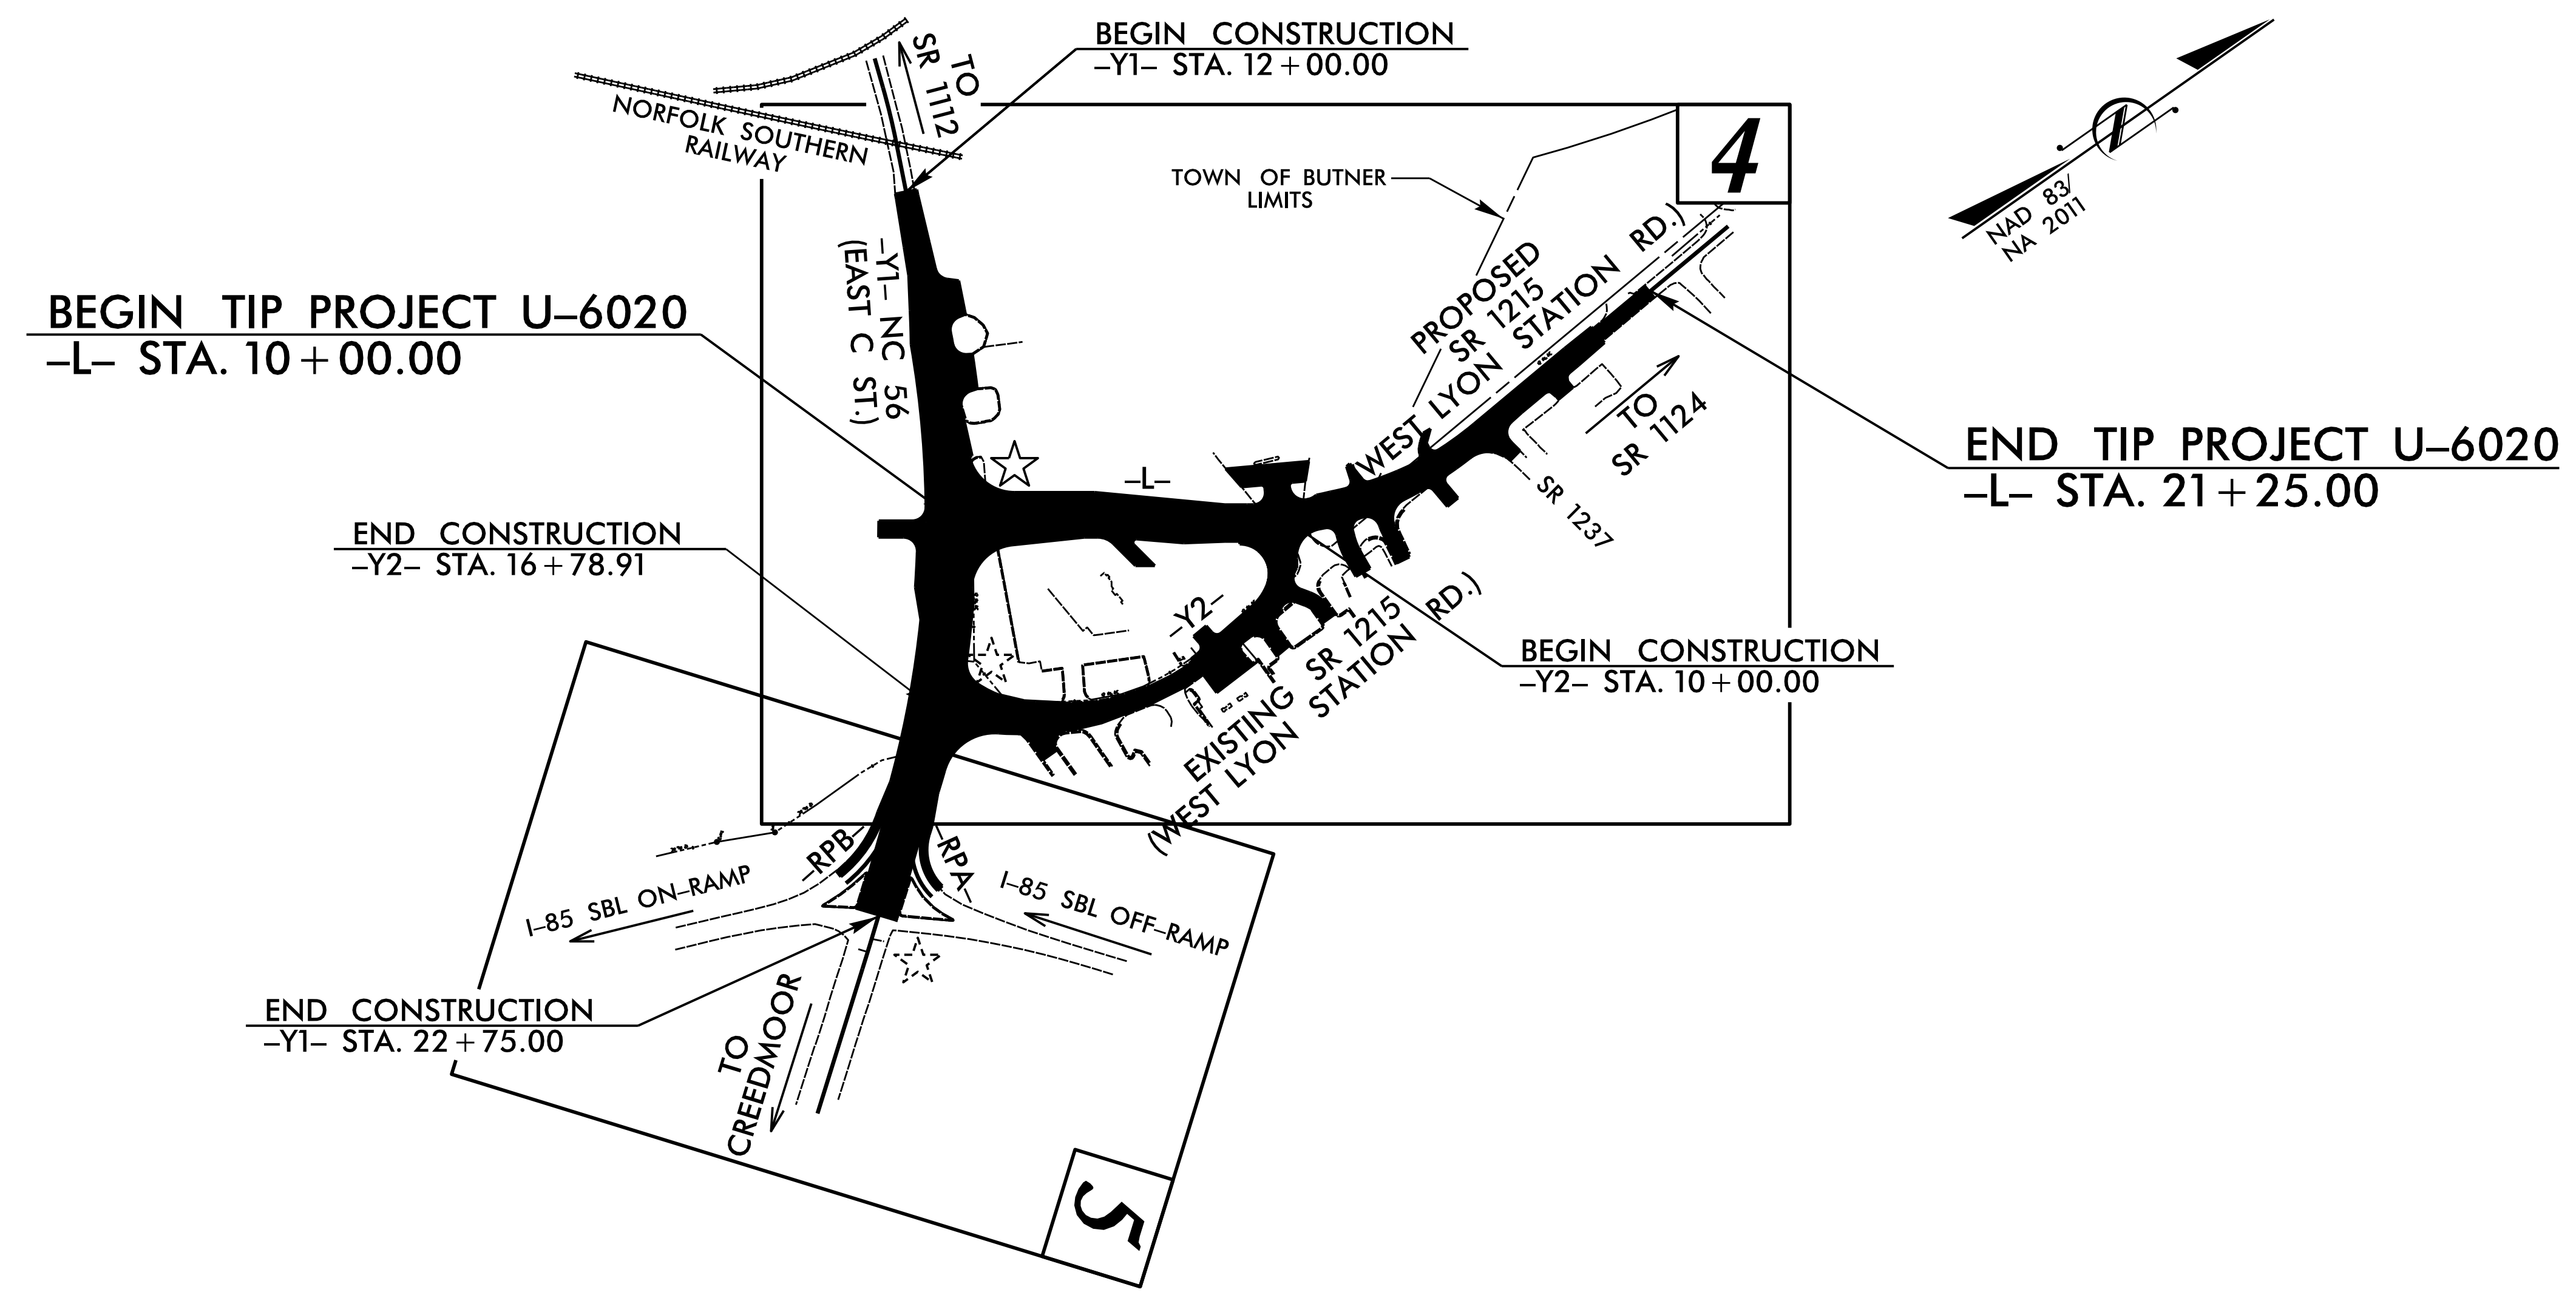 BEGIN CONSTRUCTION
–Y1– STA. 12+00.00
TO
SR 1112
NORFOLK SOUTHERN
RAILWAY
4
TOWN OF BUTNER
LIMITS
NAD 83/
NA 2011
PROPOSED
SR 1215
(WEST LYON STATION RD.)
–Y1– NC 56
(EAST C ST.)
BEGIN TIP PROJECT U–6020
–L– STA. 10+00.00
TO
SR 1124
END TIP PROJECT U–6020
–L– STA. 21+25.00
–L–
SR 1237
END CONSTRUCTION
–Y2– STA. 16+78.91
–Y2–
EXISTING SR 1215
(WEST LYON STATION RD.)
BEGIN CONSTRUCTION
–Y2– STA. 10+00.00
–RPB–
–RPA–
I–85 SBL ON–RAMP
I–85 SBL OFF–RAMP
END CONSTRUCTION
–Y1– STA. 22+75.00
TO
CREEDMOOR
5